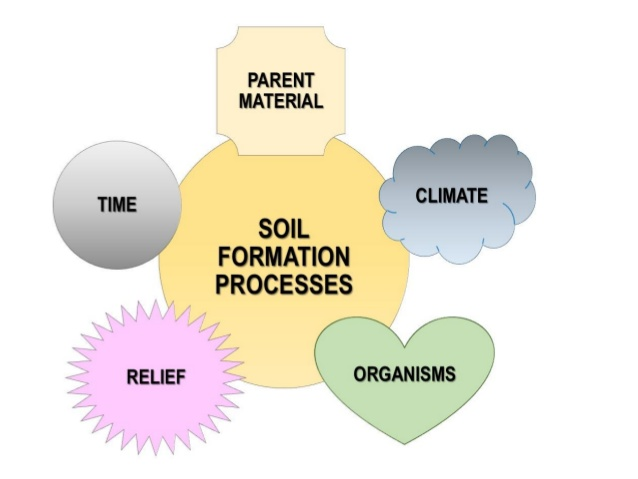 PARENT
MATERIAL
TIME
CLIMATE
SOIL
FORMATION
PROCESSES
RELIEF
ORGANISMS